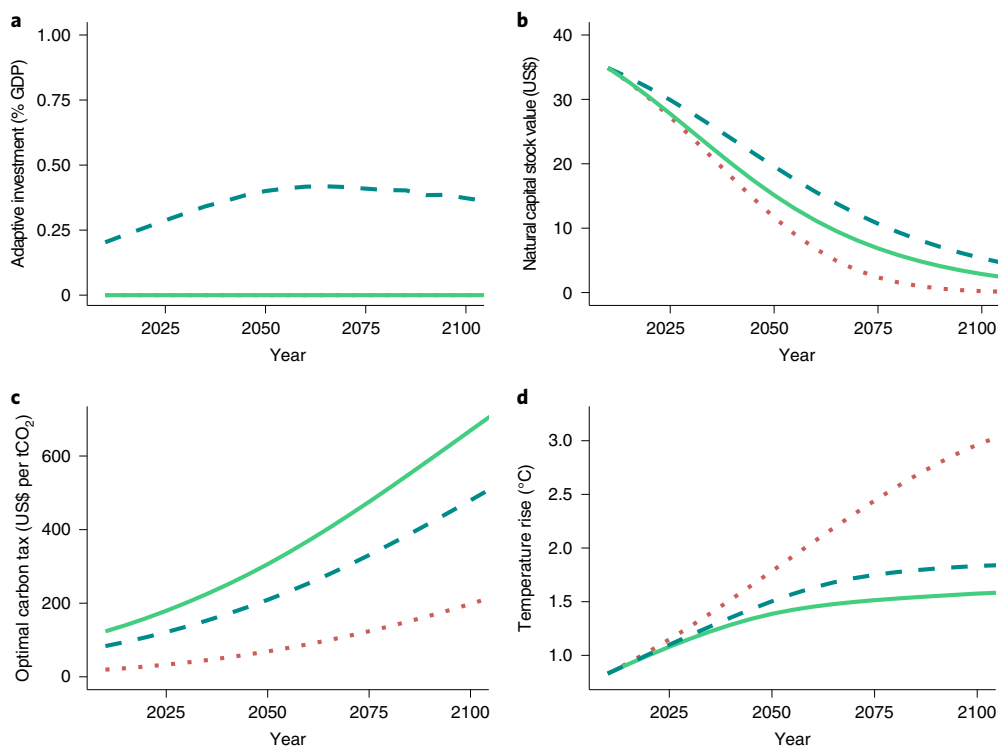 a
Adaptive investment (% GDP)
1.00
0.75
0.50
0.25
0
2025 2050 2075 2100
Year
b
Natural capital stock value (US$)
40
30
20
10
0
2025 2050 2075 2100
Year
c
Optimal carbon tax (US$ per tCO₂)
600
400
200
0
2025 2050 2075 2100
Year
d
Temperature rise (°C)
3.0
2.5
2.0
1.5
1.0
2025 2050 2075 2100
Year